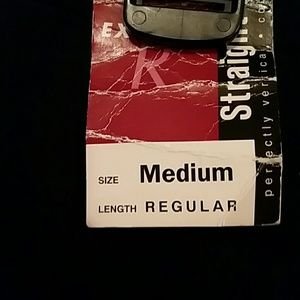 EX
R
SIZE Medium
LENGTH REGULAR
Straight
perfectly vertical • c